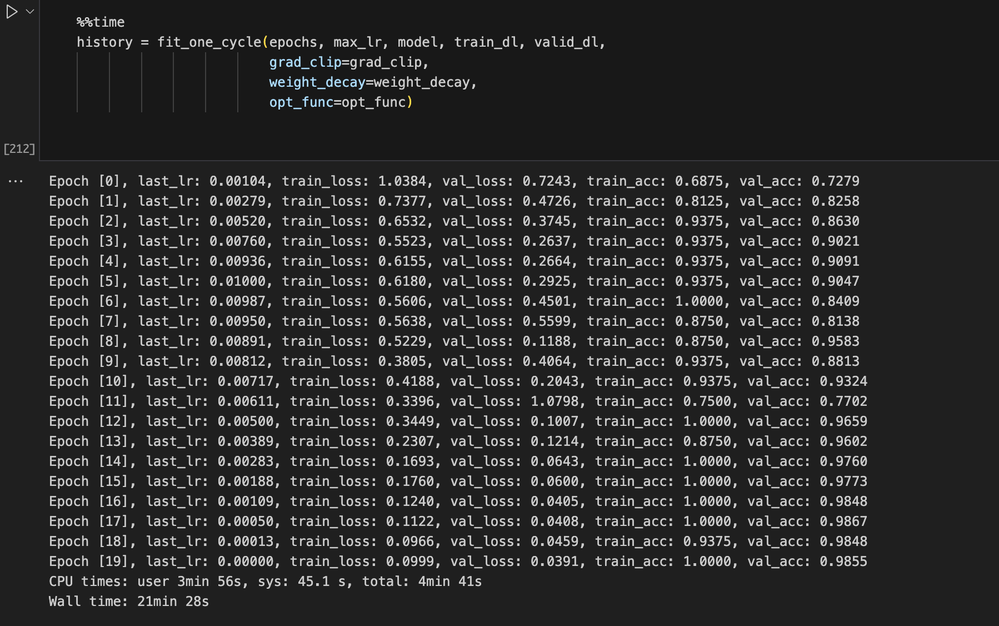 %%time
history = fit_one_cycle(epochs, max_lr, model, train_dl, valid_dl,
grad_clip=grad_clip,
weight_decay=weight_decay,
opt_func=opt_func)
[212]
Epoch [0], last_lr: 0.00104, train_loss: 1.0384, val_loss: 0.7243, train_acc: 0.6875, val_acc: 0.7279
Epoch [1], last_lr: 0.00279, train_loss: 0.7377, val_loss: 0.4726, train_acc: 0.8125, val_acc: 0.8258
Epoch [2], last_lr: 0.00520, train_loss: 0.6532, val_loss: 0.3745, train_acc: 0.9375, val_acc: 0.8630
Epoch [3], last_lr: 0.00760, train_loss: 0.5523, val_loss: 0.2637, train_acc: 0.9375, val_acc: 0.9021
Epoch [4], last_lr: 0.00936, train_loss: 0.6155, val_loss: 0.2664, train_acc: 0.9375, val_acc: 0.9091
Epoch [5], last_lr: 0.01000, train_loss: 0.6180, val_loss: 0.2925, train_acc: 0.9375, val_acc: 0.9047
Epoch [6], last_lr: 0.00987, train_loss: 0.5606, val_loss: 0.4501, train_acc: 1.0000, val_acc: 0.8409
Epoch [7], last_lr: 0.00950, train_loss: 0.5638, val_loss: 0.5599, train_acc: 0.8750, val_acc: 0.8138
Epoch [8], last_lr: 0.00891, train_loss: 0.5229, val_loss: 0.1188, train_acc: 0.8750, val_acc: 0.9583
Epoch [9], last_lr: 0.00812, train_loss: 0.3805, val_loss: 0.4064, train_acc: 0.9375, val_acc: 0.8813
Epoch [10], last_lr: 0.00717, train_loss: 0.4188, val_loss: 0.2043, train_acc: 0.9375, val_acc: 0.9324
Epoch [11], last_lr: 0.00611, train_loss: 0.3396, val_loss: 1.0798, train_acc: 0.7500, val_acc: 0.7702
Epoch [12], last_lr: 0.00500, train_loss: 0.3449, val_loss: 0.1007, train_acc: 1.0000, val_acc: 0.9659
Epoch [13], last_lr: 0.00389, train_loss: 0.2307, val_loss: 0.1214, train_acc: 0.8750, val_acc: 0.9602
Epoch [14], last_lr: 0.00283, train_loss: 0.1693, val_loss: 0.0643, train_acc: 1.0000, val_acc: 0.9760
Epoch [15], last_lr: 0.00188, train_loss: 0.1760, val_loss: 0.0600, train_acc: 1.0000, val_acc: 0.9773
Epoch [16], last_lr: 0.00109, train_loss: 0.1240, val_loss: 0.0405, train_acc: 1.0000, val_acc: 0.9848
Epoch [17], last_lr: 0.00050, train_loss: 0.1122, val_loss: 0.0408, train_acc: 1.0000, val_acc: 0.9867
Epoch [18], last_lr: 0.00013, train_loss: 0.0966, val_loss: 0.0459, train_acc: 0.9375, val_acc: 0.9848
Epoch [19], last_lr: 0.00000, train_loss: 0.0999, val_loss: 0.0391, train_acc: 1.0000, val_acc: 0.9855
CPU times: user 3min 56s, sys: 45.1 s, total: 4min 41s
Wall time: 21min 28s